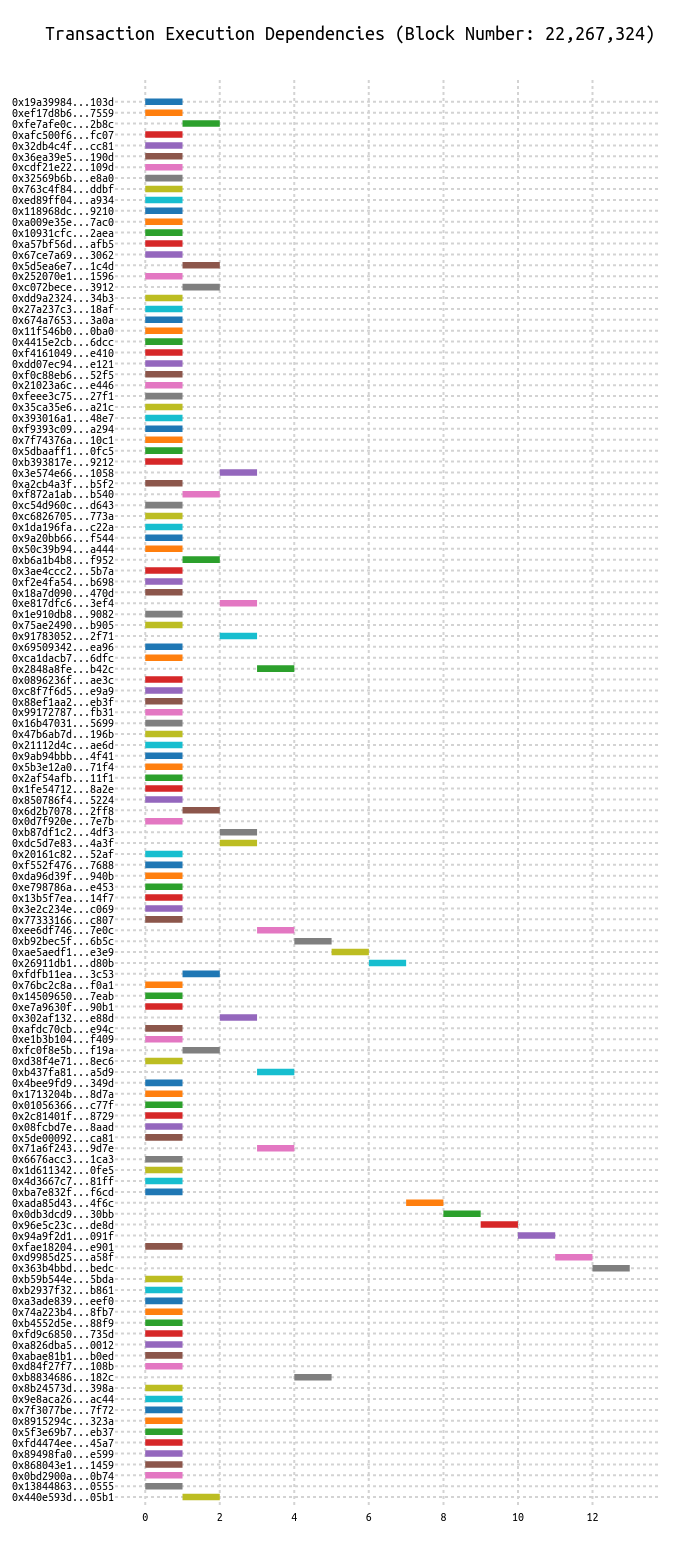 Transaction Execution Dependencies (Block Number: 22,267,324)
0x19a39984...103d
0xef17d8b6...7559
0xfe7afe0c...2b8c
0xafc500f6...fc07
0x32db4c4f...cc81
0x36ea39e5...190d
0xcdf21e22...109d
0x32569b6b...e8a0
0x763c4f84...ddbf
0xed89ff04...a934
0x118968dc...9210
0xa009e35e...7ac0
0x10931cfc...2aea
0xa57bf56d...afb5
0x67ce7a69...3062
0x5d5ea6e7...1c4d
0x252070e1...1596
0xc072bece...3912
0xdd9a2324...34b3
0x27a237c3...18af
0x674a7653...3a0a
0x11f546b0...0ba0
0x4415e2cb...6dcc
0xf4161049...e410
0xdd07ec94...e121
0xf0c88eb6...52f5
0x21023a6c...e446
0xfeee3c75...27f1
0x35ca35e6...a21c
0x393016a1...48e7
0xf9393c09...a294
0x7f74376a...10c1
0x5dbaaff1...0fc5
0xb393817e...9212
0x3e574e66...1058
0xa2cb4a3f...b5f2
0xf872a1ab...b540
0xc54d960c...d643
0xc6826705...773a
0x1da196fa...c22a
0x9a20bb66...f544
0x50c39b94...a444
0xb6a1b4b8...f952
0x3ae4ccc2...5b7a
0xf2e4fa54...b698
0x18a7d090...470d
0xe817dfc6...3ef4
0x1e910db8...9082
0x75ae2490...b905
0x91783052...2f71
0x69509342...ea96
0xca1dacb7...6dfc
0x2848a8fe...b42c
0x0896236f...ae3c
0xc8f7f6d5...e9a9
0x88ef1aa2...eb3f
0x99172787...fb31
0x16b47031...5699
0x47b6ab7d...196b
0x21112d4c...ae6d
0x9ab94bbb...4f41
0x5b3e12a0...71f4
0x2af54afb...11f1
0x1fe54712...8a2e
0x850786f4...5224
0x6d2b7078...2ff8
0x0d7f920e...7e7b
0xb87df1c2...4df3
0xdc5d7e83...4a3f
0x20161c82...52af
0xf552f476...7688
0xda96d39f...940b
0xe798786a...e453
0x13b5f7ea...14f7
0x3e2c234e...c069
0x77333166...c807
0xee6df746...7e0c
0xb92bec5f...6b5c
0xae5aedf1...e3e9
0x26911db1...d80b
0xfdfb11ea...3c53
0x76bc2c8a...f0a1
0x14509650...7eab
0xe7a9630f...90b1
0x302af132...e88d
0xafdc70cb...e94c
0xe1b3b104...f409
0xfc0f8e5b...f19a
0xd38f4e71...8ec6
0xb437fa81...a5d9
0x4bee9fd9...349d
0x1713204b...8d7a
0x01056366...c77f
0x2c81401f...8729
0x08fcbd7e...8aad
0x5de00092...ca81
0x71a6f243...9d7e
0x6676acc3...1ca3
0x1d611342...0fe5
0x4d3667c7...81ff
0xba7e832f...f6cd
0xada85d43...4f6c
0x0db3dcd9...30bb
0x96e5c23c...de8d
0x94a9f2d1...091f
0xfae18204...e901
0xd9985d25...a58f
0x363b4bbd...bedc
0xb59b544e...5bda
0xb2937f32...b861
0xa3ade839...eef0
0x74a223b4...8fb7
0xb4552d5e...88f9
0xfd9c6850...735d
0xa826dba5...0012
0xabae81b1...b0ed
0xd84f27f7...108b
0xb8834686...182c
0x8b24573d...398a
0x9e8aca26...ac44
0x7f3077be...7f72
0x8915294c...323a
0x5f3e69b7...eb37
0xfd4474ee...45a7
0x89498fa0...e599
0x868043e1...1459
0x0bd2900a...0b74
0x13844863...0555
0x440e593d...05b1
0 2 4 6 8 10 12